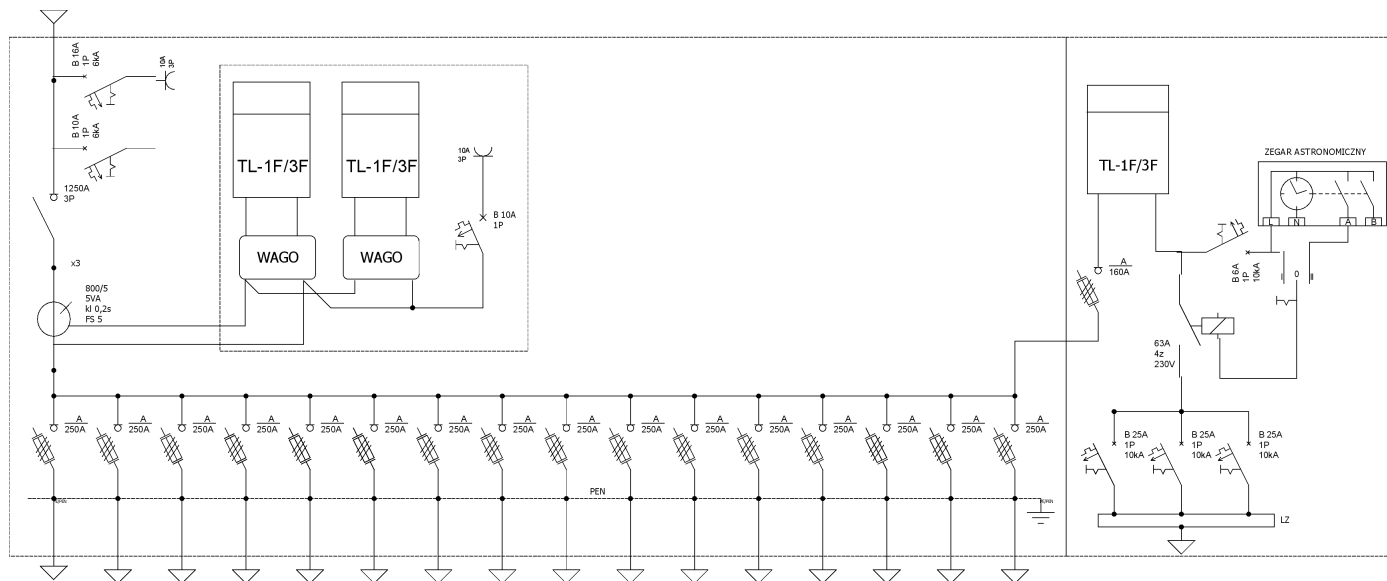 B 16A
1P
6kA
10A
3P
B 10A
1P
6kA
1250A
3P
x3
800/5
5VA
kl 0,2s
FS 5
TL-1F/3F
TL-1F/3F
WAGO
WAGO
10A
3P
B 10A
1P
TL-1F/3F
A
160A
ZEGAR ASTRONOMICZNY
L N A B
B 6A
1P
10kA
I 0 II
63A
4z
230V
A
250A
A
250A
A
250A
A
250A
A
250A
A
250A
A
250A
A
250A
A
250A
A
250A
A
250A
A
250A
A
250A
A
250A
A
250A
A
250A
B 25A
1P
10kA
B 25A
1P
10kA
B 25A
1P
10kA
PEN
LZ